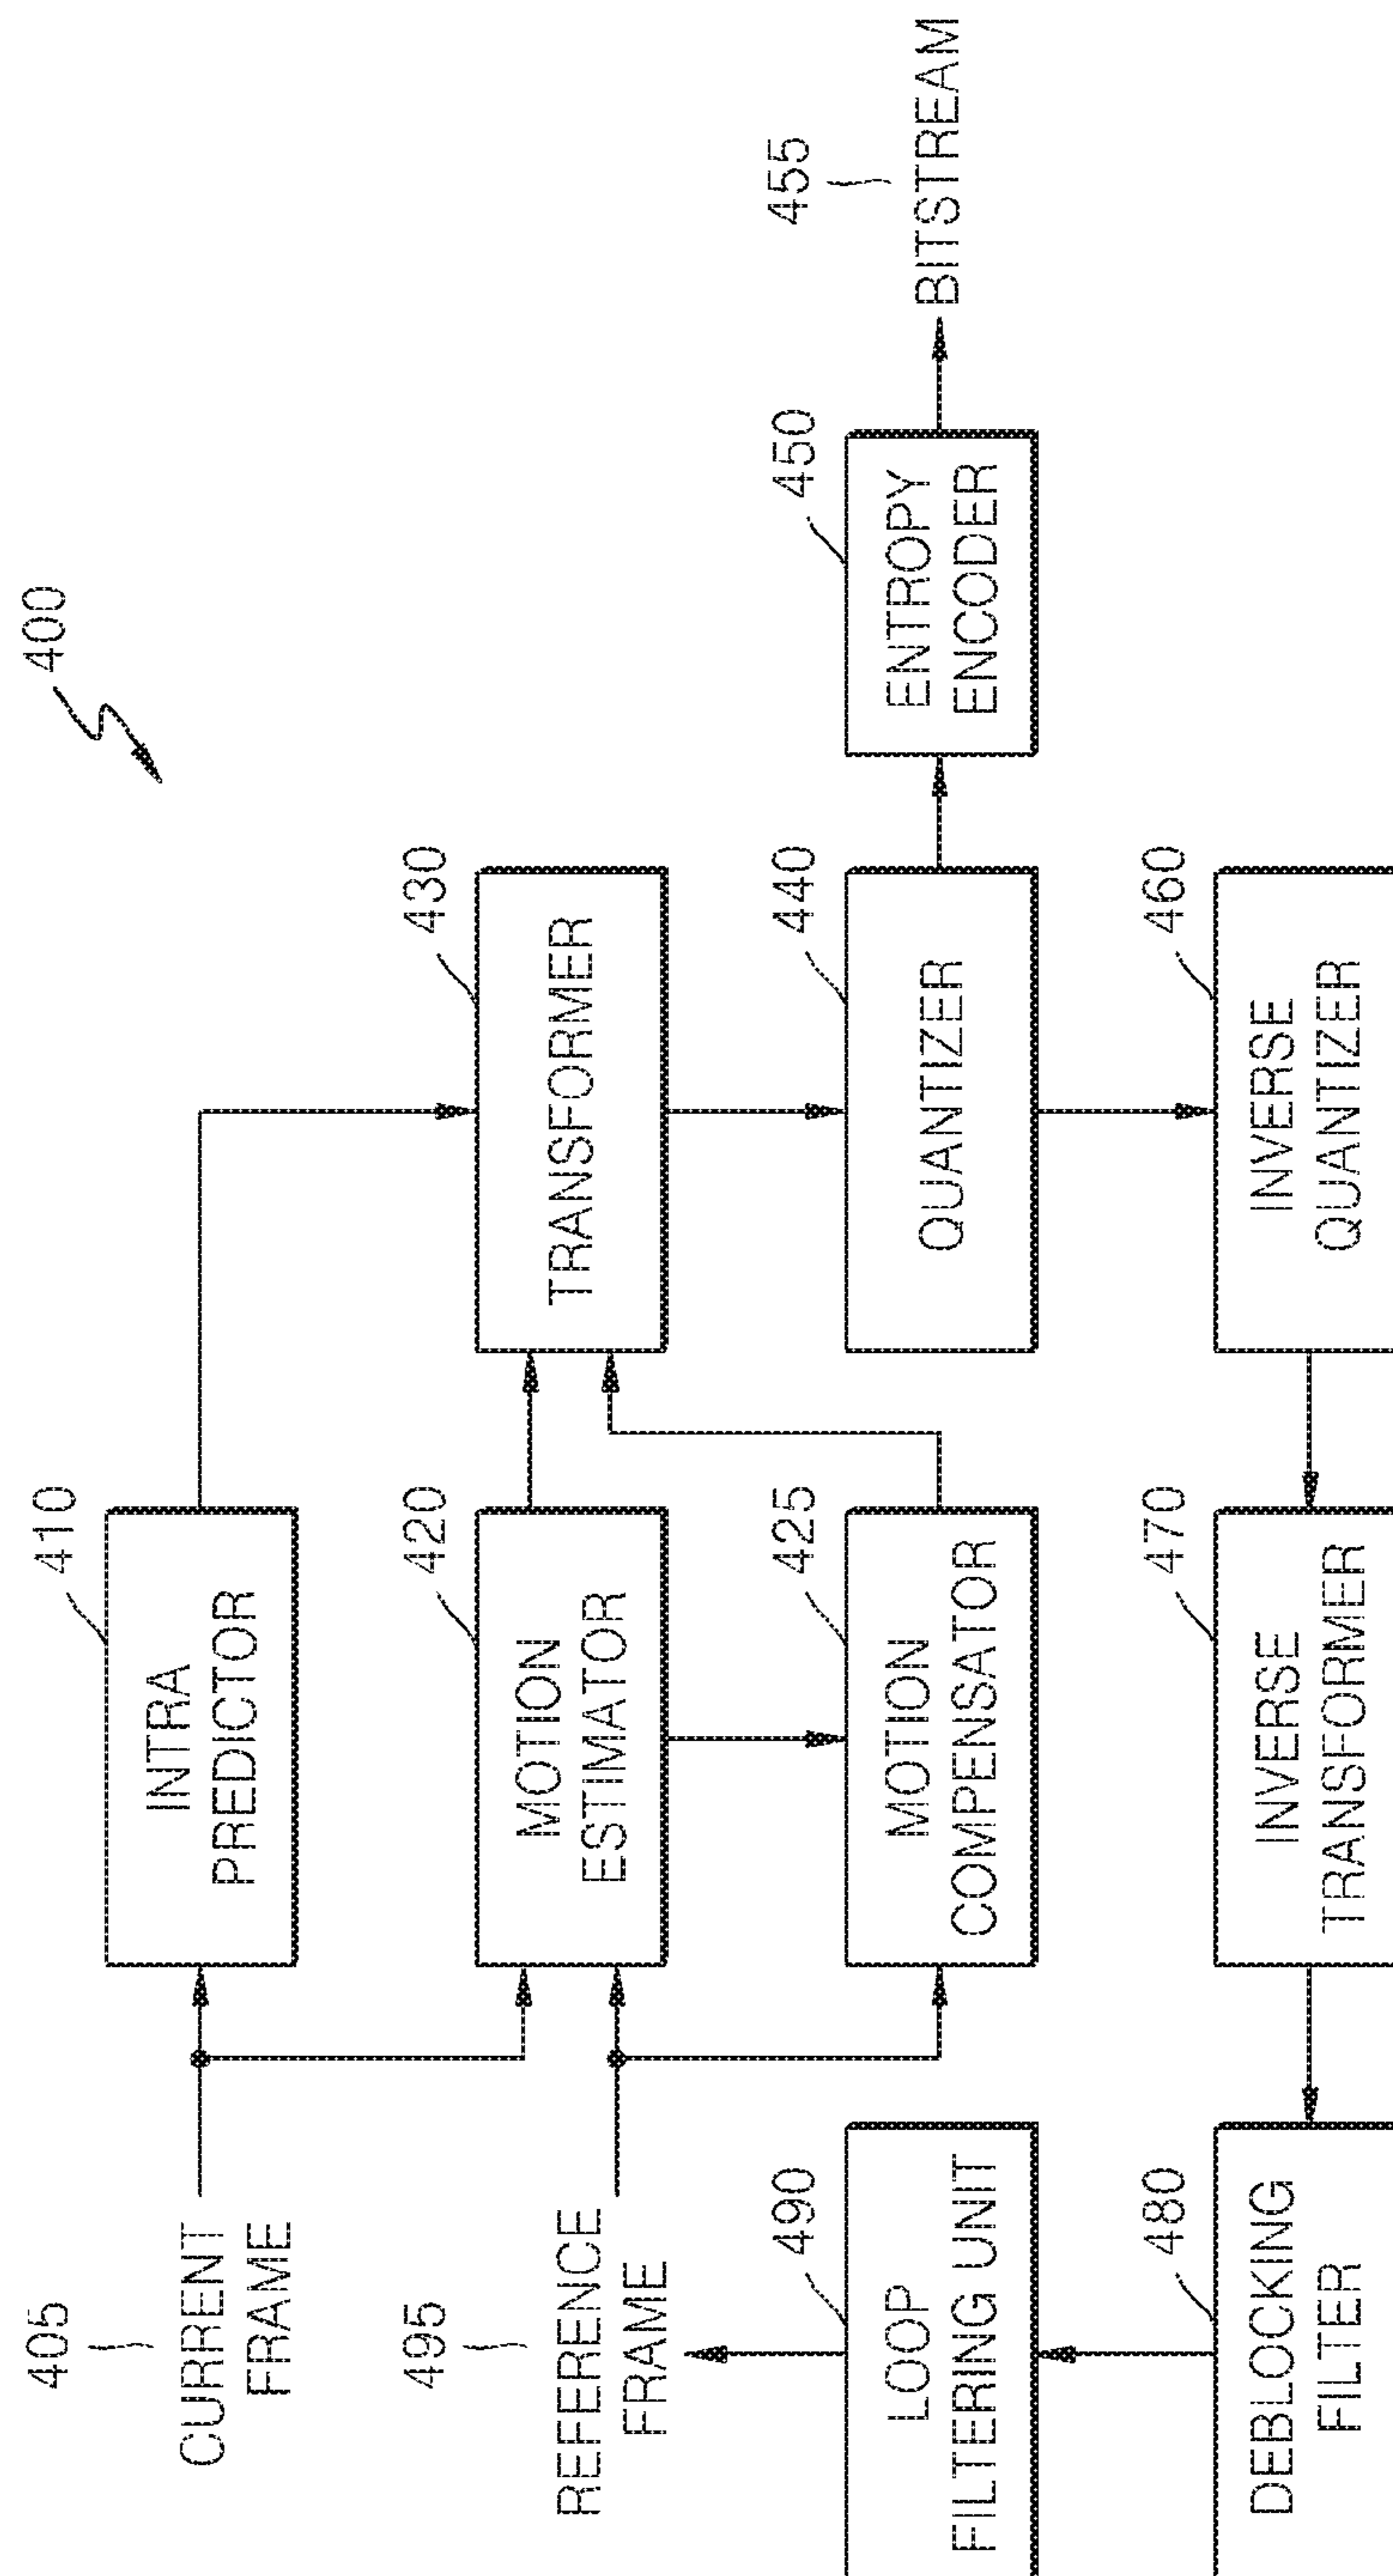 400
405
CURRENT
FRAME
410
INTRA
PREDICTOR
495
REFERENCE
FRAME
420
MOTION
ESTIMATOR
430
TRANSFORMER
490
LOOP
FILTERING UNIT
425
MOTION
COMPENSATOR
440
QUANTIZER
450
ENTROPY
ENCODER
455
BITSTREAM
480
DEBLOCKING
FILTER
470
INVERSE
TRANSFORMER
460
INVERSE
QUANTIZER